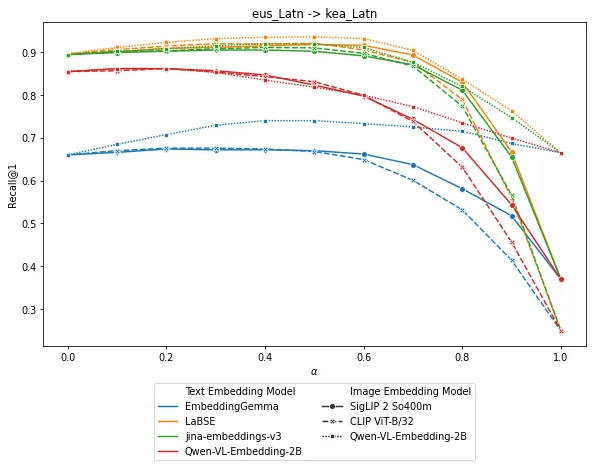 eus_Latn -> kea_Latn
Recall@1
0.9
0.8
0.7
0.6
0.5
0.4
0.3
0.0 0.2 0.4 0.6 0.8 1.0
α
Text Embedding Model
EmbeddingGemma
LaBSE
jina-embeddings-v3
Qwen-VL-Embedding-2B
Image Embedding Model
SigLIP 2 So400m
CLIP ViT-B/32
Qwen-VL-Embedding-2B